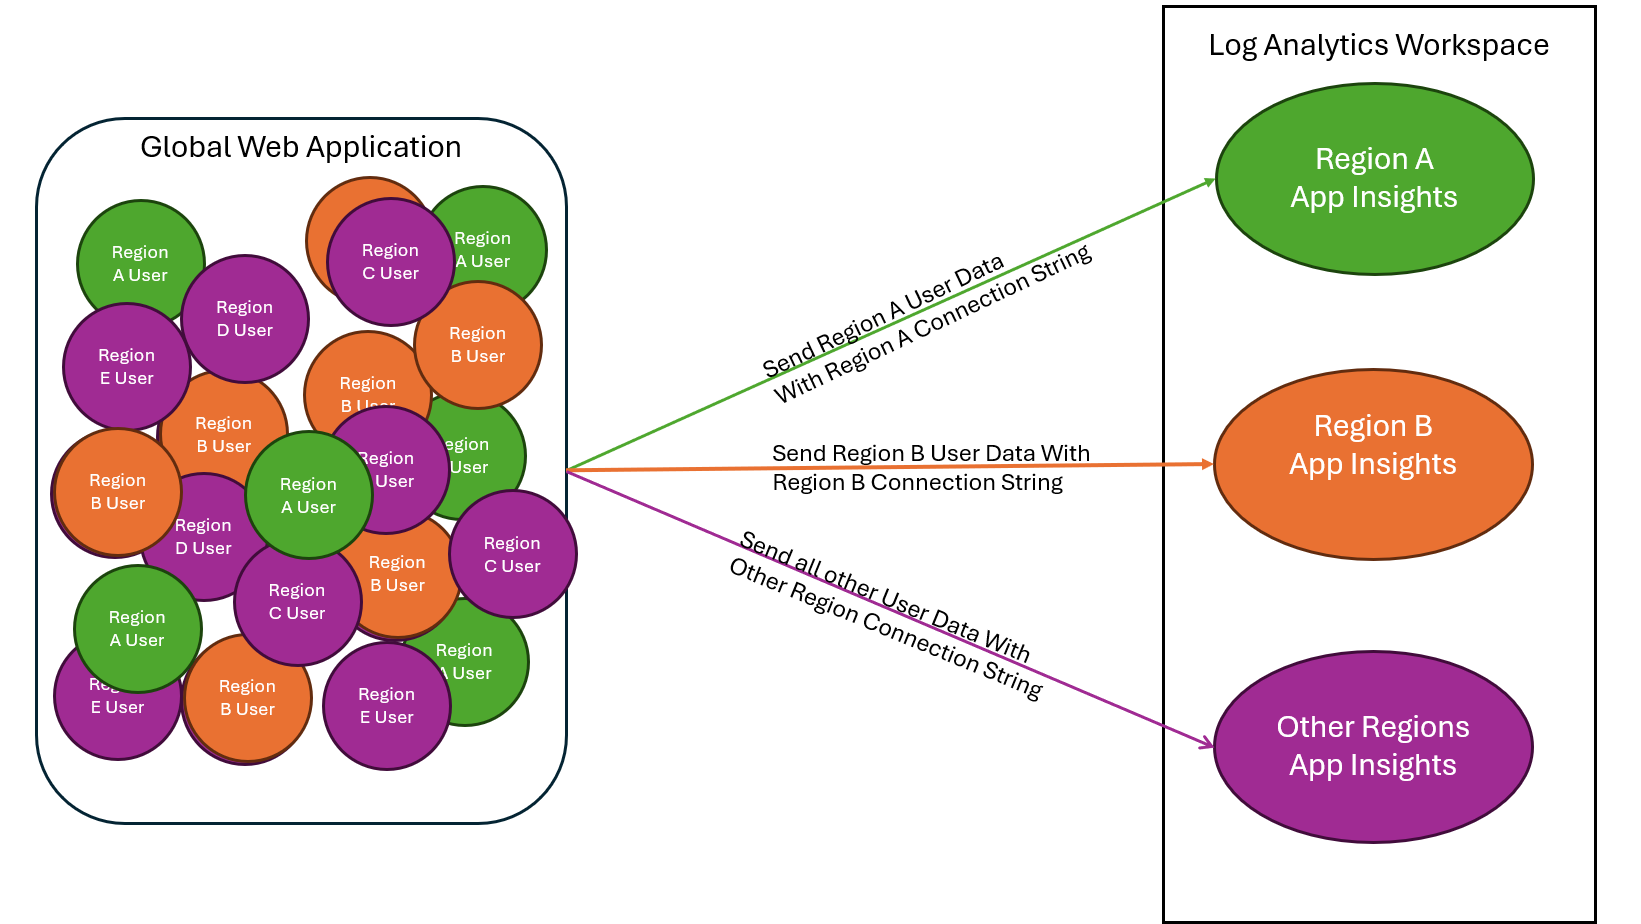 Log Analytics Workspace
Global Web Application
Region
A User
Region
D User
Region
E User
Region
C User
Region
A User
Region
B User
Region
B User
Region
B User
Region
User
User
Region
B User
Region
D User
Region
A User
Region
C User
Region
B User
Region
C User
Region
A User
E User
Region
B User
Region
E User
Region
User
Send Region A User Data
With Region A Connection String
Send Region B User Data With
Region B Connection String
Send all other User Data With
Other Region Connection String
Region A
App Insights
Region B
App Insights
Other Regions
App Insights